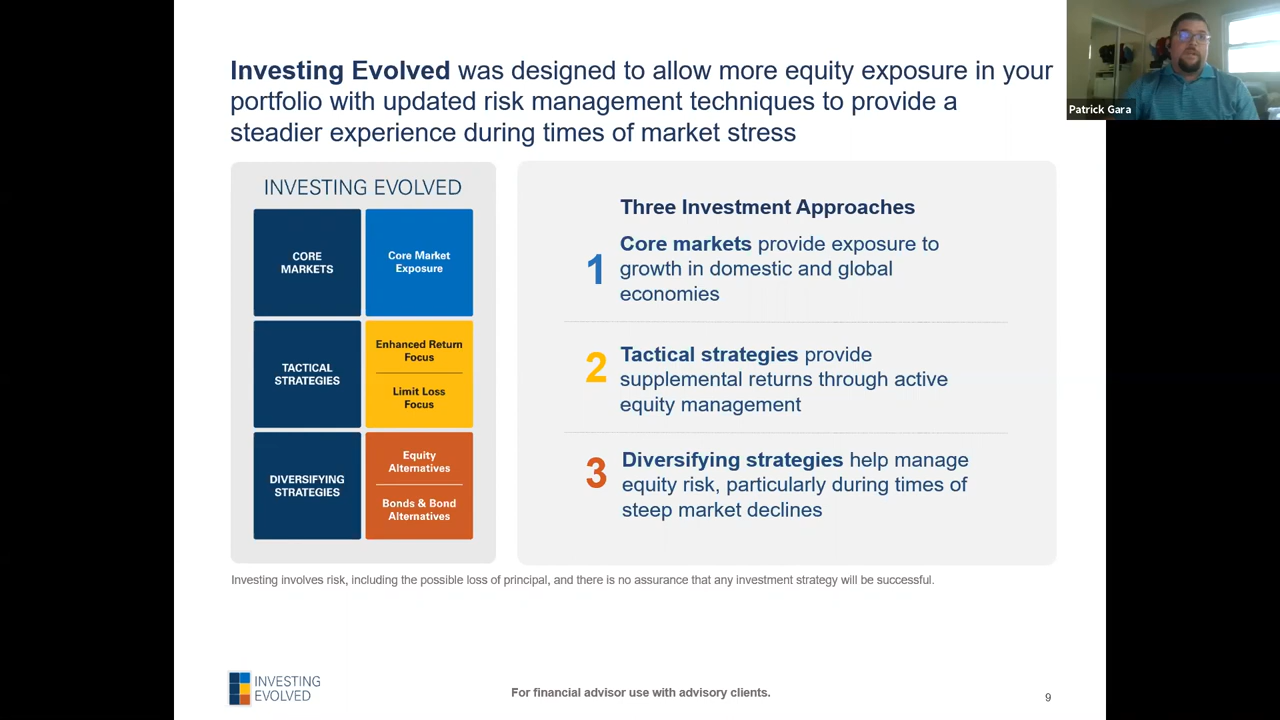 Investing Evolved was designed to allow more equity exposure in your
portfolio with updated risk management techniques to provide a
steadier experience during times of market stress
Patrick Gara
INVESTING EVOLVED
CORE
MARKETS
Core Market
Exposure
TACTICAL
STRATEGIES
Enhanced Return
Focus
Limit Loss
Focus
DIVERSIFYING
STRATEGIES
Equity
Alternatives
Bonds & Bond
Alternatives
Three Investment Approaches
1
Core markets provide exposure to
growth in domestic and global
economies
2
Tactical strategies provide
supplemental returns through active
equity management
3
Diversifying strategies help manage
equity risk, particularly during times of
steep market declines
Investing involves risk, including the possible loss of principal, and there is no assurance that any investment strategy will be successful.
INVESTING
EVOLVED
For financial advisor use with advisory clients.
9